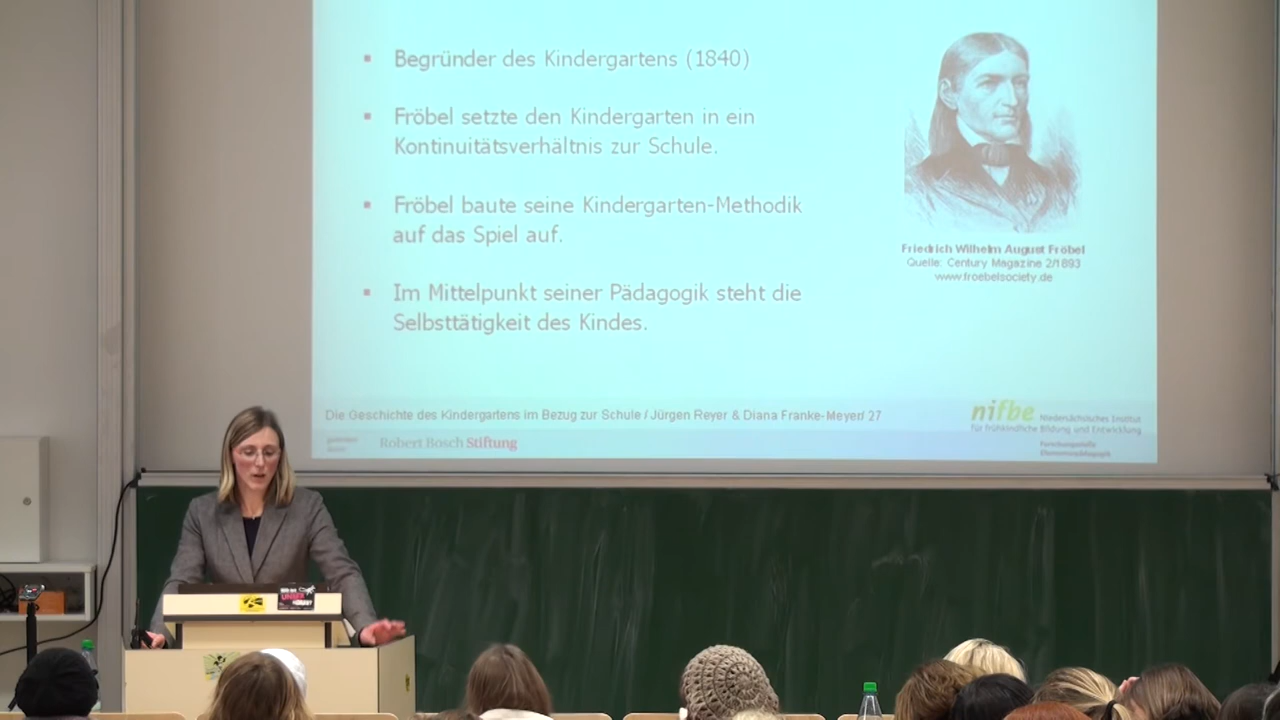 Begründer des Kindergartens (1840)
Fröbel setzte den Kindergarten in ein
Kontinuitätsverhältnis zur Schule.
Fröbel baute seine Kindergarten-Methodik
auf das Spiel auf.
Im Mittelpunkt seiner Pädagogik steht die
Selbsttätigkeit des Kindes.
Friedrich Wilhelm August Fröbel
Quelle: Century Magazine 2/1893
www.froebelsociety.de
Die Geschichte des Kindergartens im Bezug zur Schule / Jürgen Reyer & Diana Franke-Meyer/ 27
nifbe Niedersächsisches Institut
für frühkindliche Bildung und Entwicklung
Forschungsstelle
Elementarpädagogik
Robert Bosch Stiftung